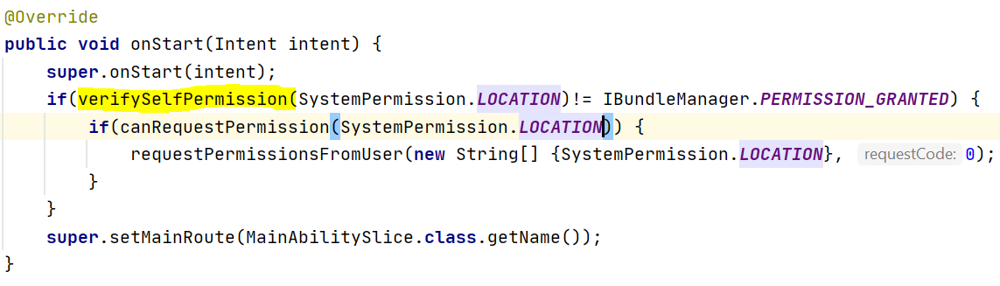 @Override
public void onStart(Intent intent) {
    super.onStart(intent);
    if(verifySelfPermission(SystemPermission.LOCATION)!= IBundleManager.PERMISSION_GRANTED) {
        if(canRequestPermission(SystemPermission.LOCATION)) {
            requestPermissionsFromUser(new String[] {SystemPermission.LOCATION}, requestCode: 0);
        }
    }
    super.setMainRoute(MainAbilitySlice.class.getName());
}